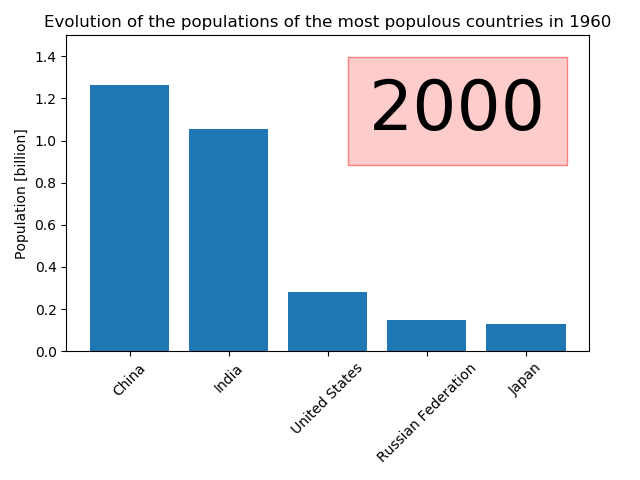 Evolution of the populations of the most populous countries in 1960
2000
Population [billion]
1.4
1.2
1.0
0.8
0.6
0.4
0.2
0.0
China
India
United States
Russian Federation
Japan